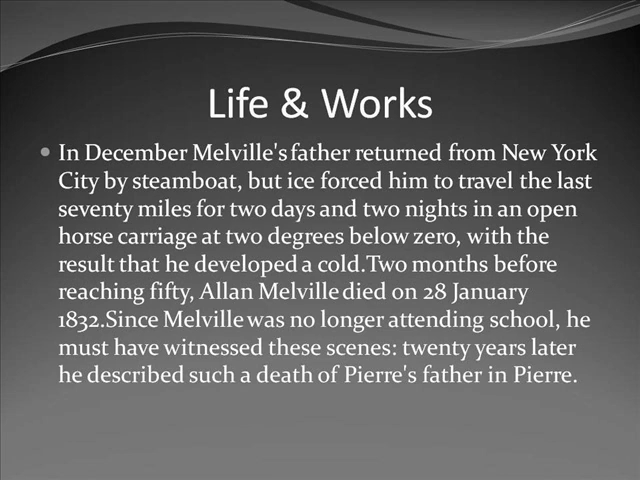 Life & Works
In December Melville's father returned from New York
City by steamboat, but ice forced him to travel the last
seventy miles for two days and two nights in an open
horse carriage at two degrees below zero, with the
result that he developed a cold.Two months before
reaching fifty, Allan Melville died on 28 January
1832.Since Melville was no longer attending school, he
must have witnessed these scenes: twenty years later
he described such a death of Pierre's father in Pierre.